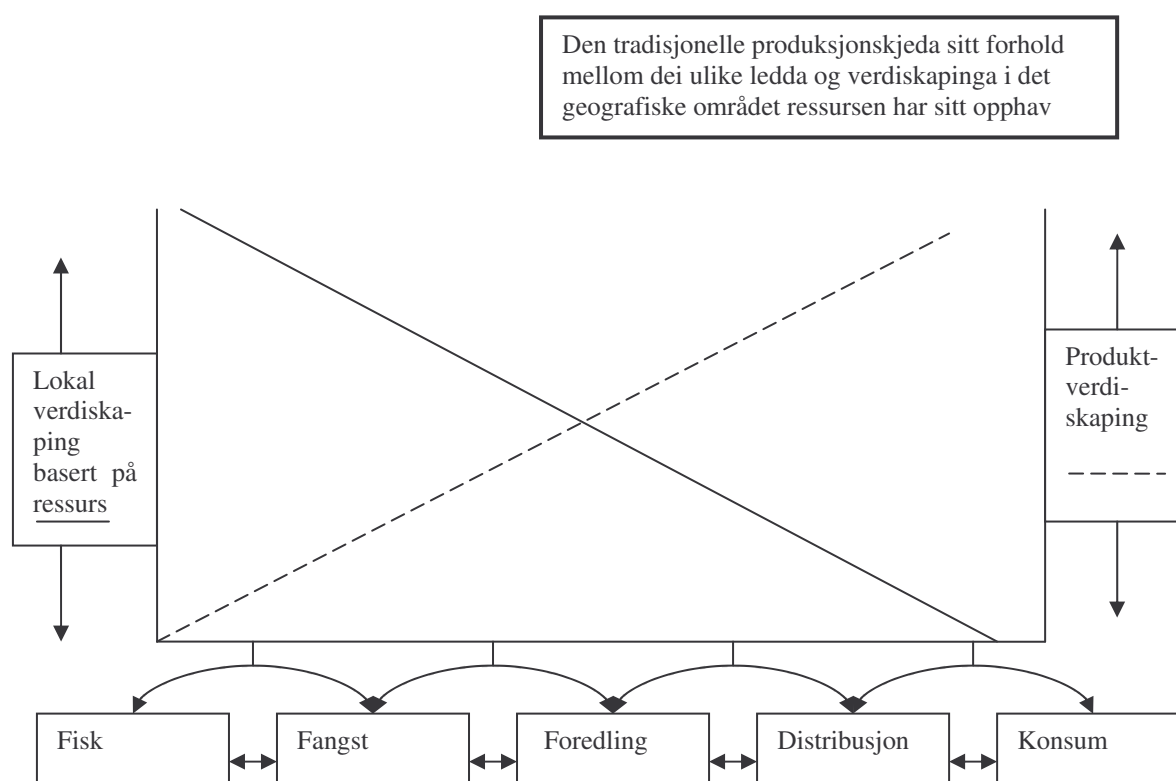 Den tradisjonelle produksjonskjeda sitt forhold
mellom dei ulike ledda og verdiskapinga i det
geografiske området ressursen har sitt opphav
Lokal
verdiska-
ping
basert på
ressurs
Produkt-
verdi-
skaping
Fisk
Fangst
Foredling
Distribusjon
Konsum